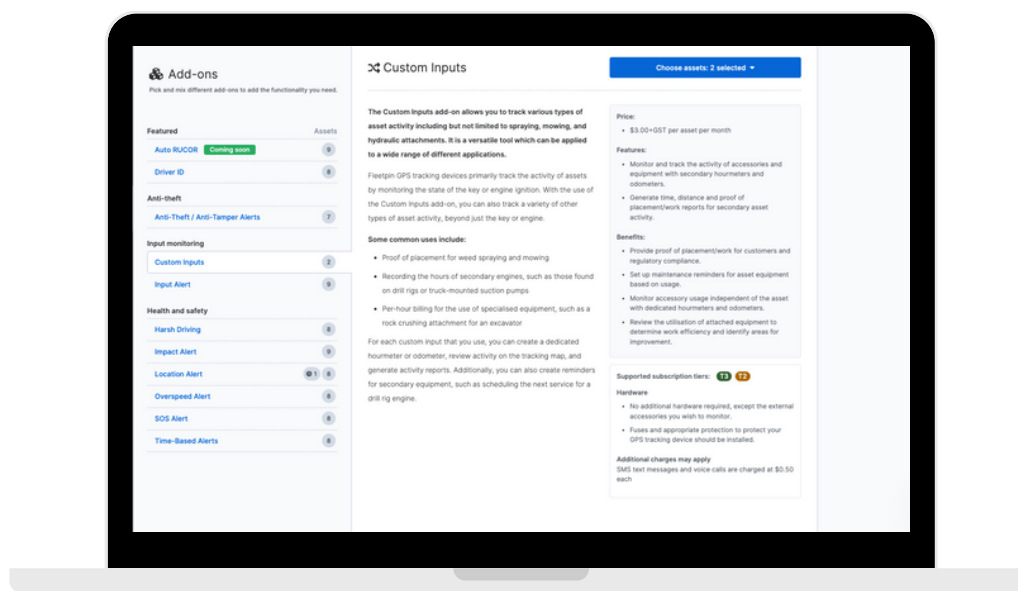 Add-ons
Pick and mix different add-ons to add the functionality you need.
Featured Assets
Auto RUCOR Coming soon 9
Driver ID 8
Anti-theft
Anti-Theft / Anti-Tamper Alerts 7
Input monitoring
Custom Inputs 2
Input Alert 9
Health and safety
Harsh Driving 8
Impact Alert 9
Location Alert 1 8
Overspeed Alert 8
SOS Alert 8
Time-Based Alerts 8
Custom Inputs
Choose assets: 2 selected
The Custom Inputs add-on allows you to track various types of
asset activity including but not limited to spraying, mowing, and
hydraulic attachments. It is a versatile tool which can be applied
to a wide range of different applications.
Fleetpin GPS tracking devices primarily track the activity of assets
by monitoring the state of the key or engine ignition. With the use of
the Custom Inputs add-on, you can also track a variety of other
types of asset activity, beyond just the key or engine.
Some common uses include:
• Proof of placement for weed spraying and mowing
• Recording the hours of secondary engines, such as those found
on drill rigs or truck-mounted suction pumps
• Per-hour billing for the use of specialised equipment, such as a
rock crushing attachment for an excavator
For each custom input that you use, you can create a dedicated
hourmeter or odometer, review activity on the tracking map, and
generate activity reports. Additionally, you can also create reminders
for secondary equipment, such as scheduling the next service for a
drill rig engine.
Price:
• $3.00+GST per asset per month
Features:
• Monitor and track the activity of accessories and
equipment with secondary hourmeters and
odometers.
• Generate time, distance and proof of
placement/work reports for secondary asset
activity.
Benefits:
• Provide proof of placement/work for customers and
regulatory compliance.
• Set up maintenance reminders for asset equipment
based on usage.
• Monitor accessory usage independent of the asset
with dedicated hourmeters and odometers.
• Review the utilisation of attached equipment to
determine work efficiency and identify areas for
improvement.
Supported subscription tiers: T3 T2
Hardware
• No additional hardware required, except the external
accessories you wish to monitor.
• Fuses and appropriate protection to protect your
GPS tracking device should be installed.
Additional charges may apply
SMS text messages and voice calls are charged at $0.50
each